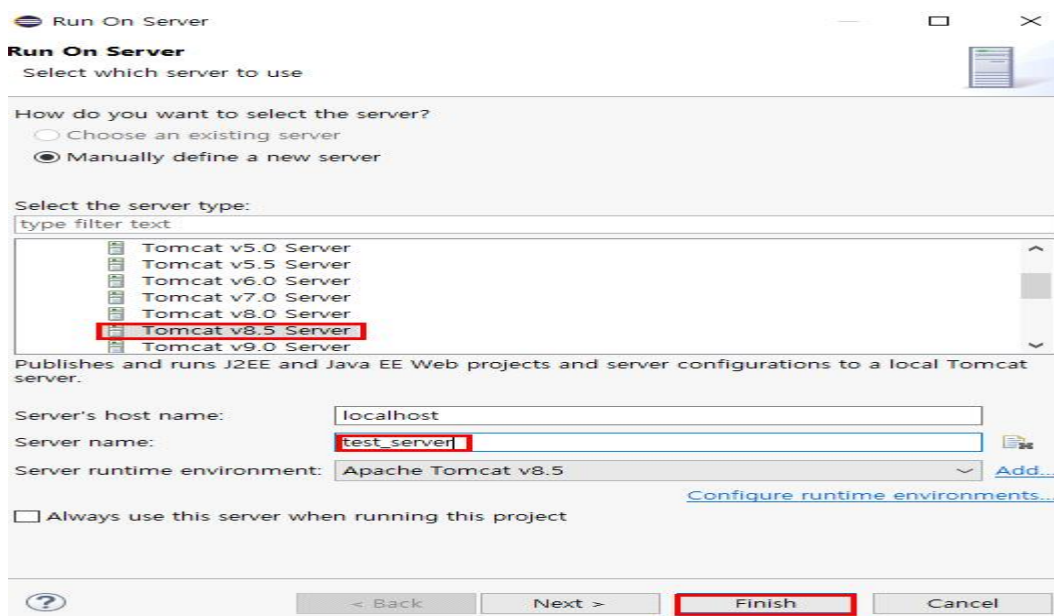 Run On Server
Run On Server
Select which server to use
How do you want to select the server?
Choose an existing server
Manually define a new server
Select the server type:
type filter text
Tomcat v5.0 Server
Tomcat v5.5 Server
Tomcat v6.0 Server
Tomcat v7.0 Server
Tomcat v8.0 Server
Tomcat v8.5 Server
Tomcat v9.0 Server
Publishes and runs J2EE and Java EE Web projects and server configurations to a local Tomcat
server.
Server's host name: localhost
Server name: test_server
Server runtime environment: Apache Tomcat v8.5 Add...
Configure runtime environments...
Always use this server when running this project
? < Back Next > Finish Cancel